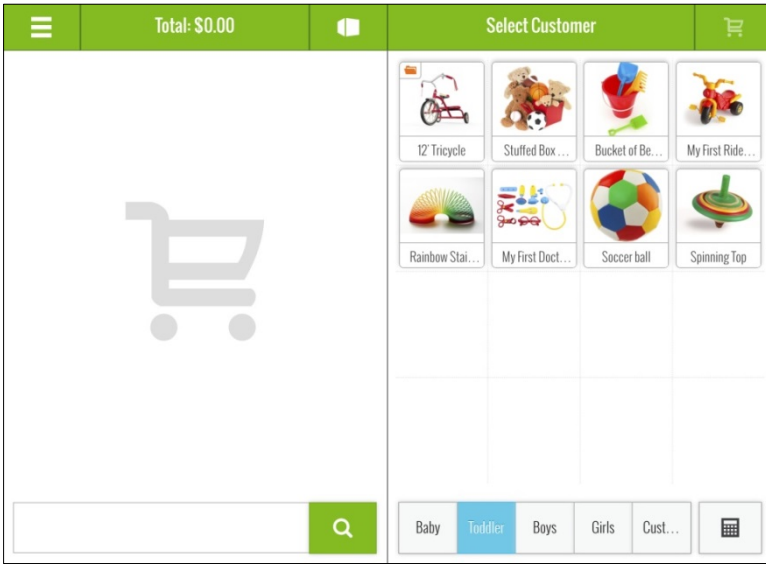 Total: $0.00
Select Customer
12' Tricycle
Stuffed Box ...
Bucket of Be...
My First Ride...
Rainbow Stai...
My First Doct...
Soccer ball
Spinning Top
Baby
Toddler
Boys
Girls
Cust...